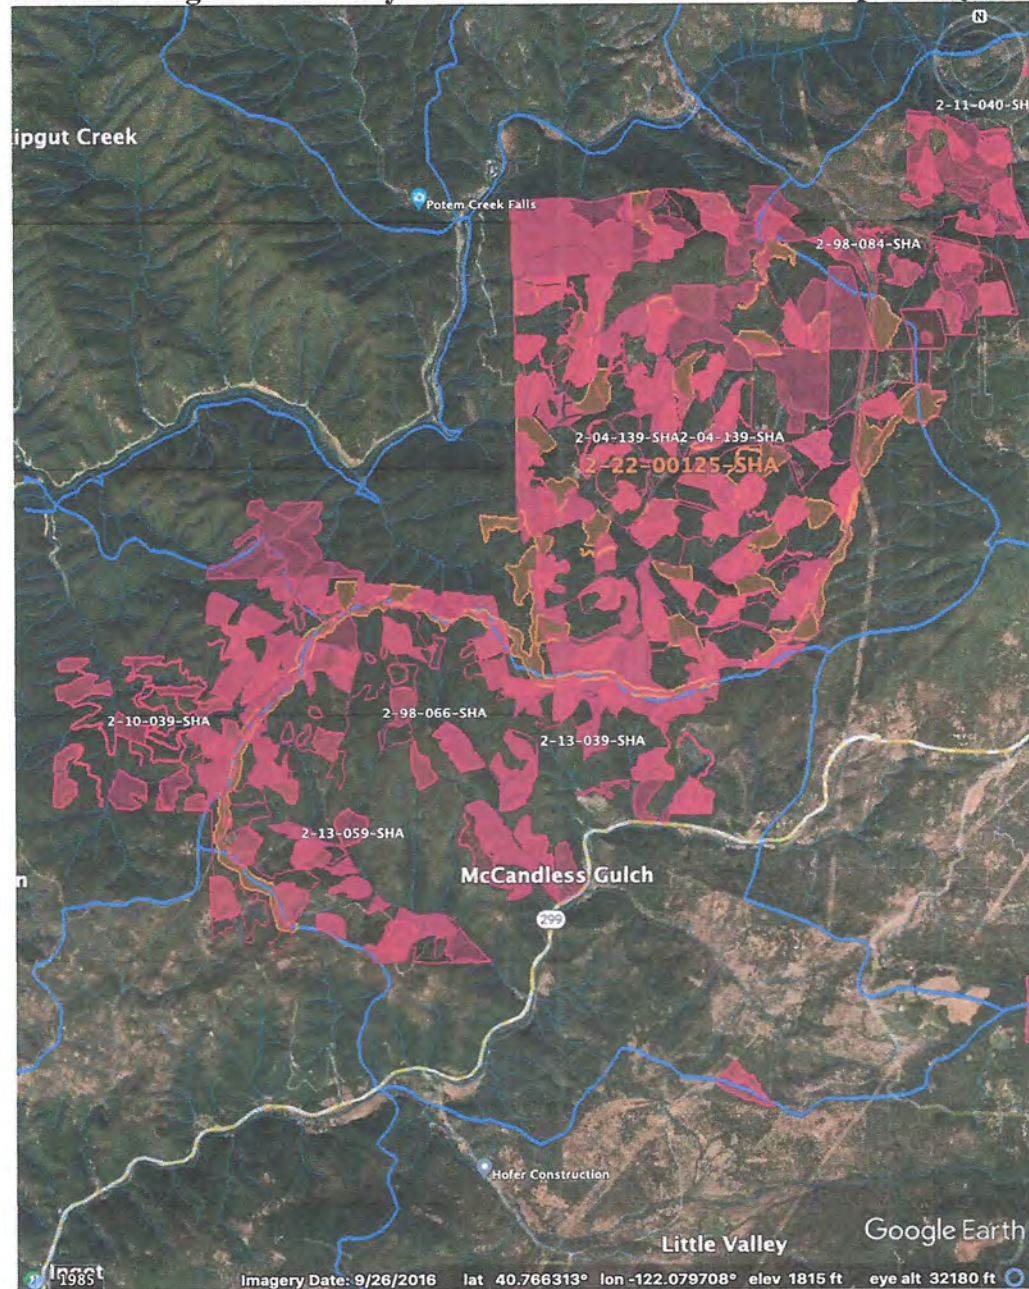 N
2-11-040-SH
ipgut Creek
Potem Creek Falls
2-98-084-SHA
2-04-139-SHA2-04-139-SHA
2-22-00125-SHA
2-10-039-SHA
2-98-066-SHA
2-13-039-SHA
2-13-059-SHA
n
McCandless Gulch
299
Hofer Construction
Google Earth
Little Valley
Ingot
1985
Imagery Date: 9/26/2016 lat 40.766313° lon -122.079708° elev 1815 ft eye alt 32180 ft